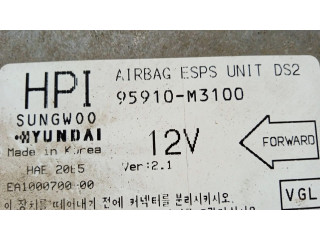 HPI AIRBAG ESPS UNIT DS2
95910-M3100
SUNGWOO
HYUNDAI 12V FORWARD
Made in Korea
HAE 2065 Ver:2.1
EA1000700-00
이 장치를 떼어내기 전에 커넥터를 분리시키시오.
VGL